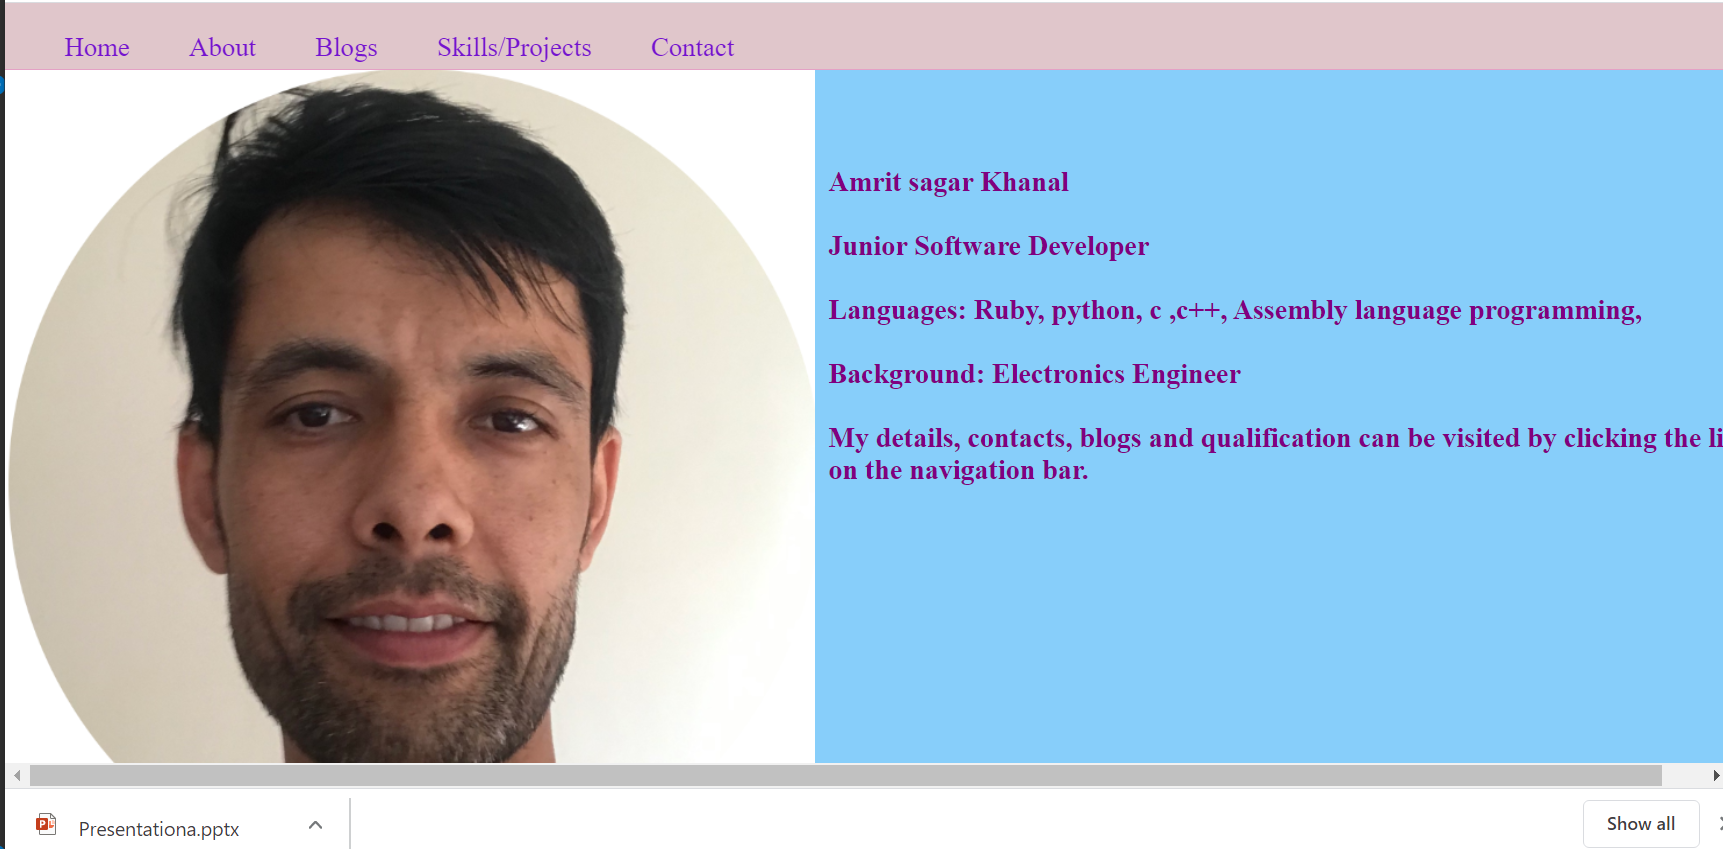 Home About Blogs Skills/Projects Contact
Amrit sagar Khanal
Junior Software Developer
Languages: Ruby, python, c ,c++, Assembly language programming,
Background: Electronics Engineer
My details, contacts, blogs and qualification can be visited by clicking the
on the navigation bar.
Presentationa.pptx
Show all